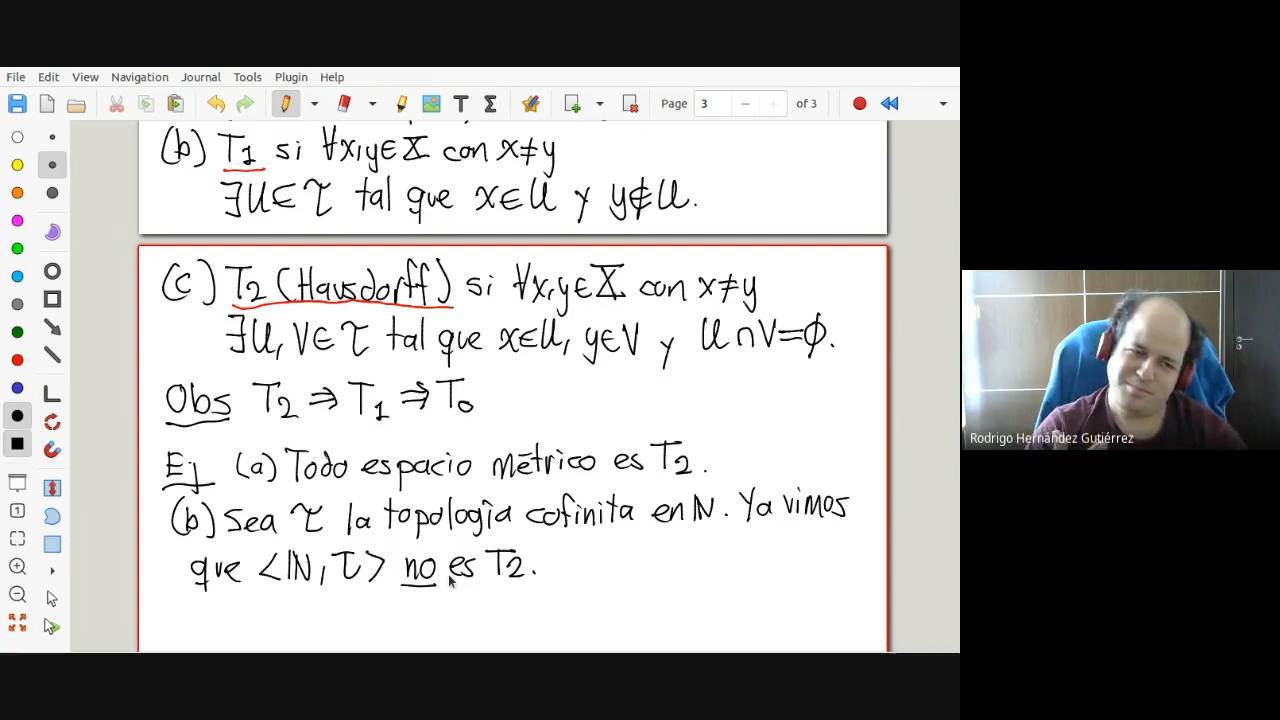 File Edit View Navigation Journal Tools Plugin Help
Page 3 of 3
(b) T1 si ∀x,y∈X con x≠y
∃U∈τ tal que x∈U y y∉U.
(c) T2 (Hausdorff) si ∀x,y∈X con x≠y
∃U, V∈τ tal que x∈U, y∈V y U∩V=∅.
Obs T2 ⇒ T1 ⇒ T0
Ej (a) Todo espacio métrico es T2.
(b) Sea τ la topología cofinita en ℕ. Ya vimos
que <ℕ, τ> no es T2.
Rodrigo Hernández Gutiérrez